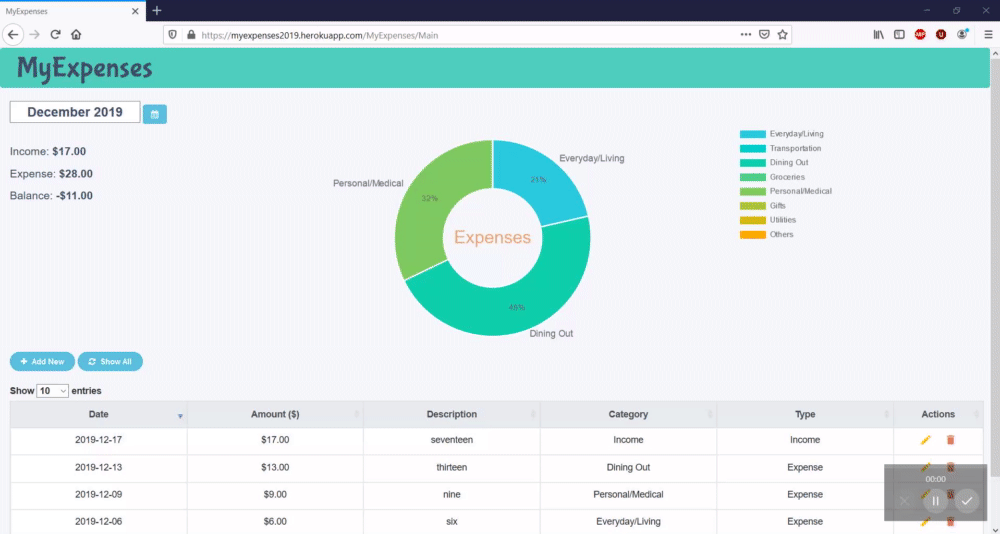 MyExpenses
https://myexpenses2019.herokuapp.com/MyExpenses/Main
MyExpenses
December 2019
Income: $17.00
Expense: $28.00
Balance: -$11.00
Everyday/Living
Personal/Medical
21%
32%
Expenses
46%
Dining Out
Everyday/Living
Transportation
Dining Out
Groceries
Personal/Medical
Gifts
Utilities
Others
Add New Show All
Show 10 entries
Date Amount ($) Description Category Type Actions
2019-12-17 $17.00 seventeen Income Income
2019-12-13 $13.00 thirteen Dining Out Expense
00:00
2019-12-09 $9.00 nine Personal/Medical Expense
2019-12-06 $6.00 six Everyday/Living Expense